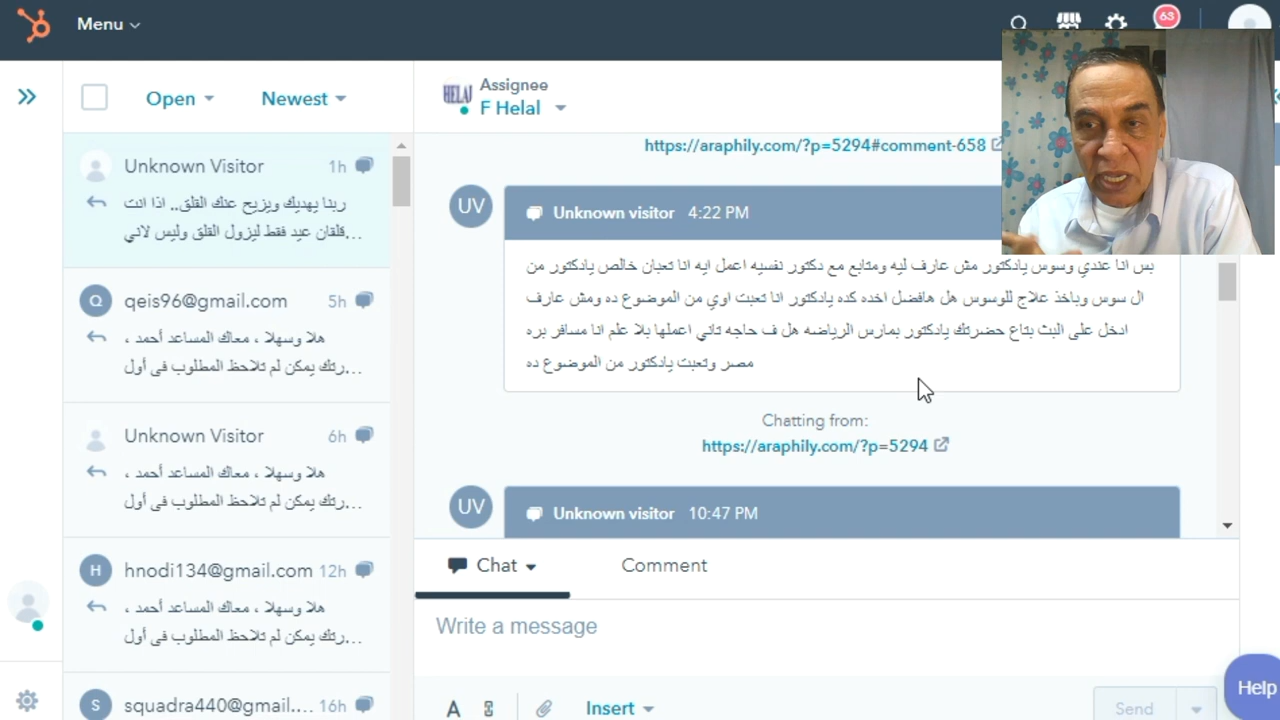 Menu
63
Open
Newest
Unknown Visitor 1h
ربنا يهديك ويزيح عنك القلق.. اذا انت
قلقان عيد فقط ليزول القلق وليس لاني...
Q qeis96@gmail.com 5h
هلا وسهلا ، معاك المساعد أحمد ،
رتك يمكن لم تلاحظ المطلوب فى أول...
Unknown Visitor 6h
هلا وسهلا ، معاك المساعد أحمد ،
رتك يمكن لم تلاحظ المطلوب فى أول...
H hnodi134@gmail.com 12h
هلا وسهلا ، معاك المساعد أحمد ،
رتك يمكن لم تلاحظ المطلوب فى أول...
S squadra440@gmail.... 16h
HELAL
Assignee
F Helal
https://araphily.com/?p=5294#comment-658
UV Unknown visitor 4:22 PM
بس انا عندي وسوس يادكتور مش عارف ليه ومتابع مع دكتور نفسيه اعمل ايه انا تعبان خالص يادكتور من
ال سوس وباخذ علاج للوسوس هل هافضل اخده كده يادكتور انا تعبت اوي من الموضوع ده ومش عارف
ادخل على البث بتاع حضرتك يادكتور بمارس الرياضه هل ف حاجه تاني اعملها بلا علم انا مسافر بره
مصر وتعبت يادكتور من الموضوع ده
Chatting from:
https://araphily.com/?p=5294
UV Unknown visitor 10:47 PM
Chat
Comment
Write a message
A
Insert
Send
Help